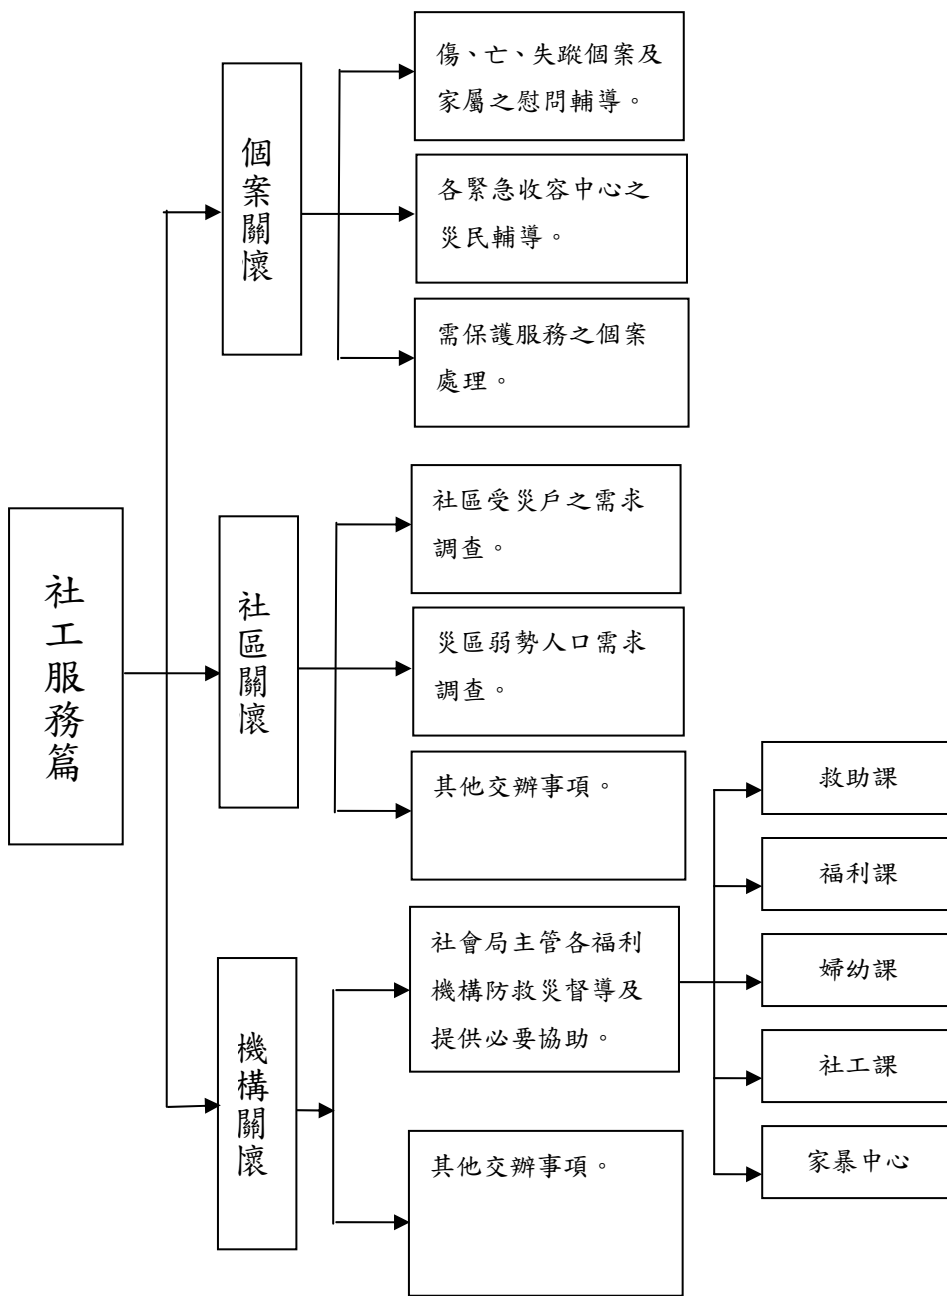 社工服務篇
個案關懷
傷、亡、失蹤個案及
家屬之慰問輔導。
各緊急收容中心之
災民輔導。
需保護服務之個案
處理。
社區關懷
社區受災戶之需求
調查。
災區弱勢人口需求
調查。
其他交辦事項。
機構關懷
社會局主管各福利
機構防救災督導及
提供必要協助。
其他交辦事項。
救助課
福利課
婦幼課
社工課
家暴中心